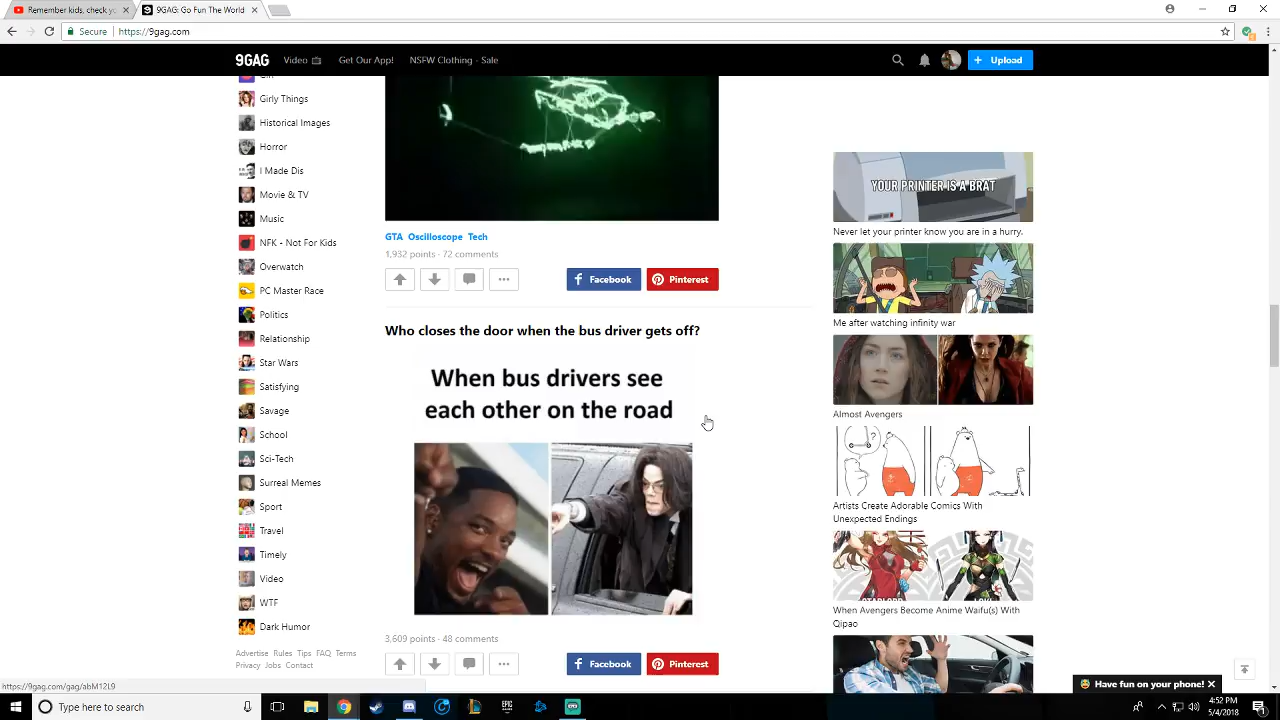 Remember kids, check yo
9GAG: Go Fun The World
Secure
https://9gag.com
9GAG
Video
Get Our App!
NSFW Clothing - Sale
Upload
Girl
Girly Things
Historical Images
Horror
I Made Dis
Movie & TV
Music
NFK - Not For Kids
Overwatch
PC Master Race
Politics
Relationship
Star Wars
Satisfying
Savage
School
Sci-Tech
Surreal Memes
Sport
Travel
Timely
Video
WTF
Dark Humor
Advertise Rules Tips FAQ Terms
Privacy Jobs Contact
GTA Oscilloscope Tech
1,932 points · 72 comments
Facebook
Pinterest
Who closes the door when the bus driver gets off?
When bus drivers see
each other on the road
3,609 points · 48 comments
Facebook
Pinterest
YOUR PRINTER IS A BRAT
Never let your printer know you are in a hurry.
Me after watching infinity war
Almost Avengers
Artists Create Adorable Comics With
Unexpected Endings
When Avengers Become Anime Waifu(s) With
Qipao
Have fun on your phone!
https://9gag.com/gag/abM12L9
Type here to search
EPIC
4:52 PM
5/4/2018